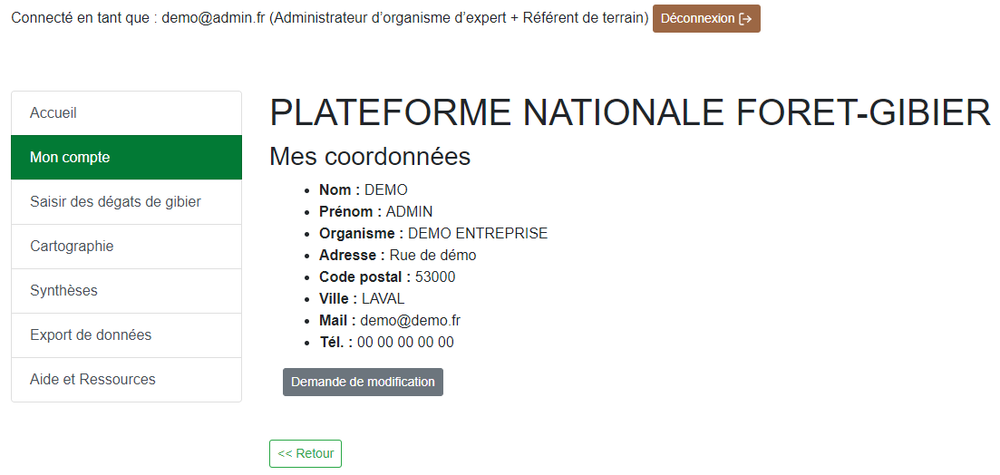 Connecté en tant que : demo@admin.fr (Administrateur d'organisme d'expert + Référent de terrain) Déconnexion
Accueil
Mon compte
Saisir des dégats de gibier
Cartographie
Synthèses
Export de données
Aide et Ressources
PLATEFORME NATIONALE FORET-GIBIER
Mes coordonnées
• Nom : DEMO
• Prénom : ADMIN
• Organisme : DEMO ENTREPRISE
• Adresse : Rue de démo
• Code postal : 53000
• Ville : LAVAL
• Mail : demo@demo.fr
• Tél. : 00 00 00 00 00
Demande de modification
<< Retour